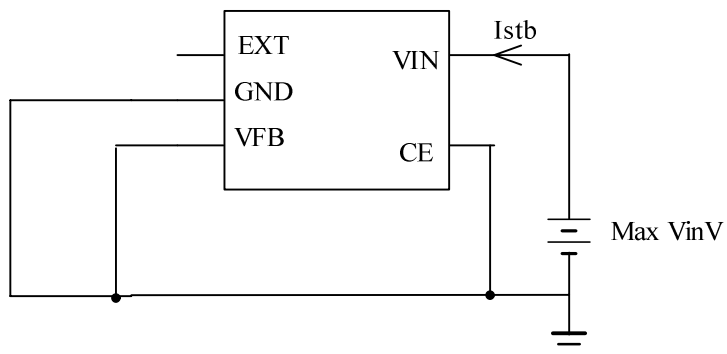 Istb
EXT
VIN
GND
VFB
CE
Max VinV